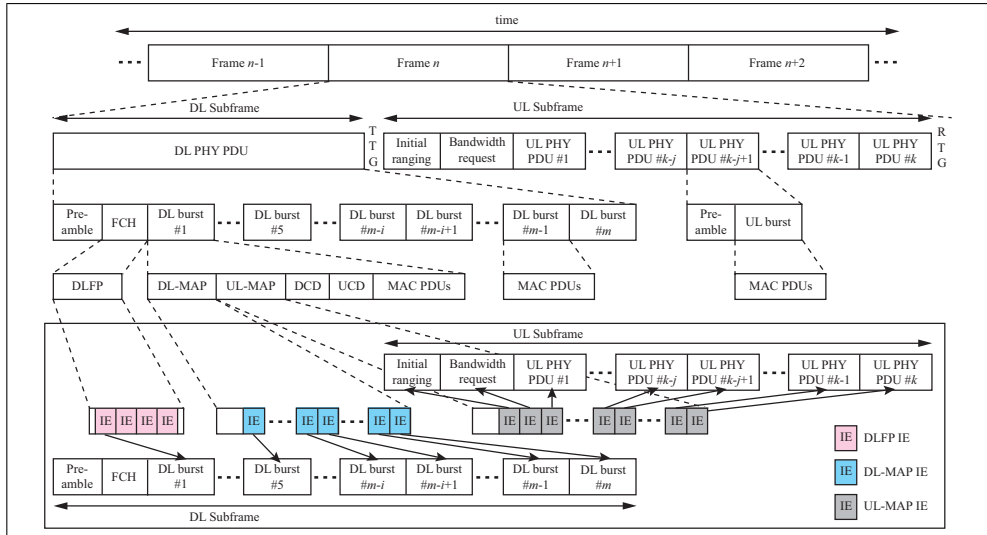 time
Frame n-1 Frame n Frame n+1 Frame n+2
DL Subframe UL Subframe
DL PHY PDU
T
T
G
Initial
ranging
Bandwidth
request
UL PHY
PDU #1
UL PHY
PDU #k-j
UL PHY
PDU #k-j+1
UL PHY
PDU #k-1
UL PHY
PDU #k
R
T
G
Pre-
amble
FCH
DL burst
#1
DL burst
#5
DL burst
#m-i
DL burst
#m-i+1
DL burst
#m-1
DL burst
#m
Pre-
amble
UL burst
DLFP
DL-MAP UL-MAP DCD UCD MAC PDUs
MAC PDUs
MAC PDUs
UL Subframe
Initial
ranging
Bandwidth
request
UL PHY
PDU #1
UL PHY
PDU #k-j
UL PHY
PDU #k-j+1
UL PHY
PDU #k-1
UL PHY
PDU #k
IE IE IE IE
IE IE IE IE IE
IE IE IE IE IE IE IE
Pre-
amble
FCH
DL burst
#1
DL burst
#5
DL burst
#m-i
DL burst
#m-i+1
DL burst
#m-1
DL burst
#m
DL Subframe
IE DLFP IE
IE DL-MAP IE
IE UL-MAP IE